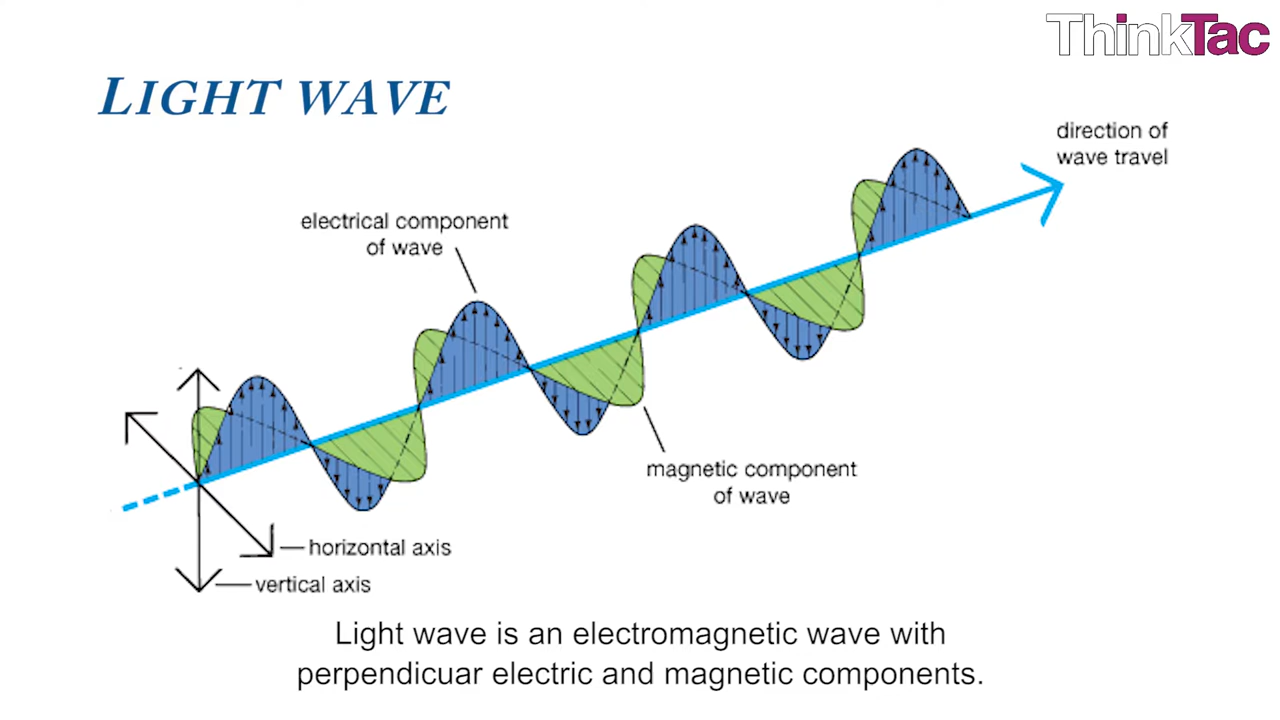 ThinkTac
LIGHT WAVE
direction of
wave travel
electrical component
of wave
magnetic component
of wave
horizontal axis
vertical axis
Light wave is an electromagnetic wave with
perpendicuar electric and magnetic components.